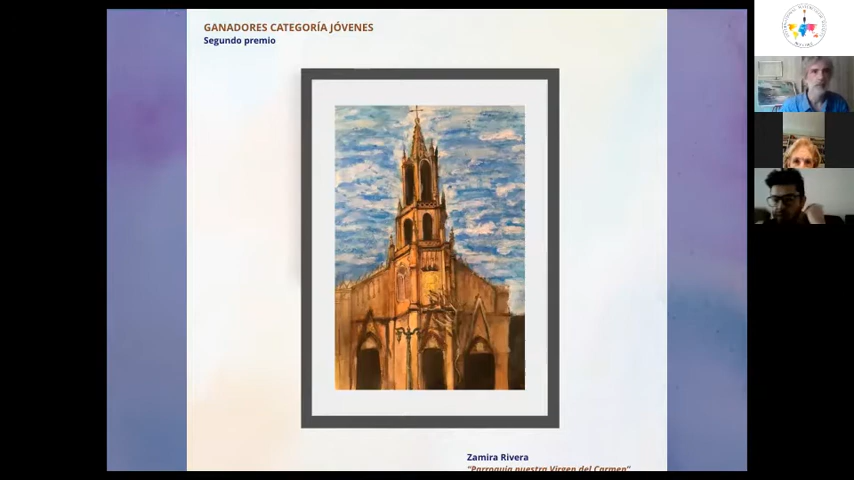 GANADORES CATEGORÍA JÓVENES
Segundo premio
Zamira Rivera
"Parroquia nuestra Virgen del Carmen"